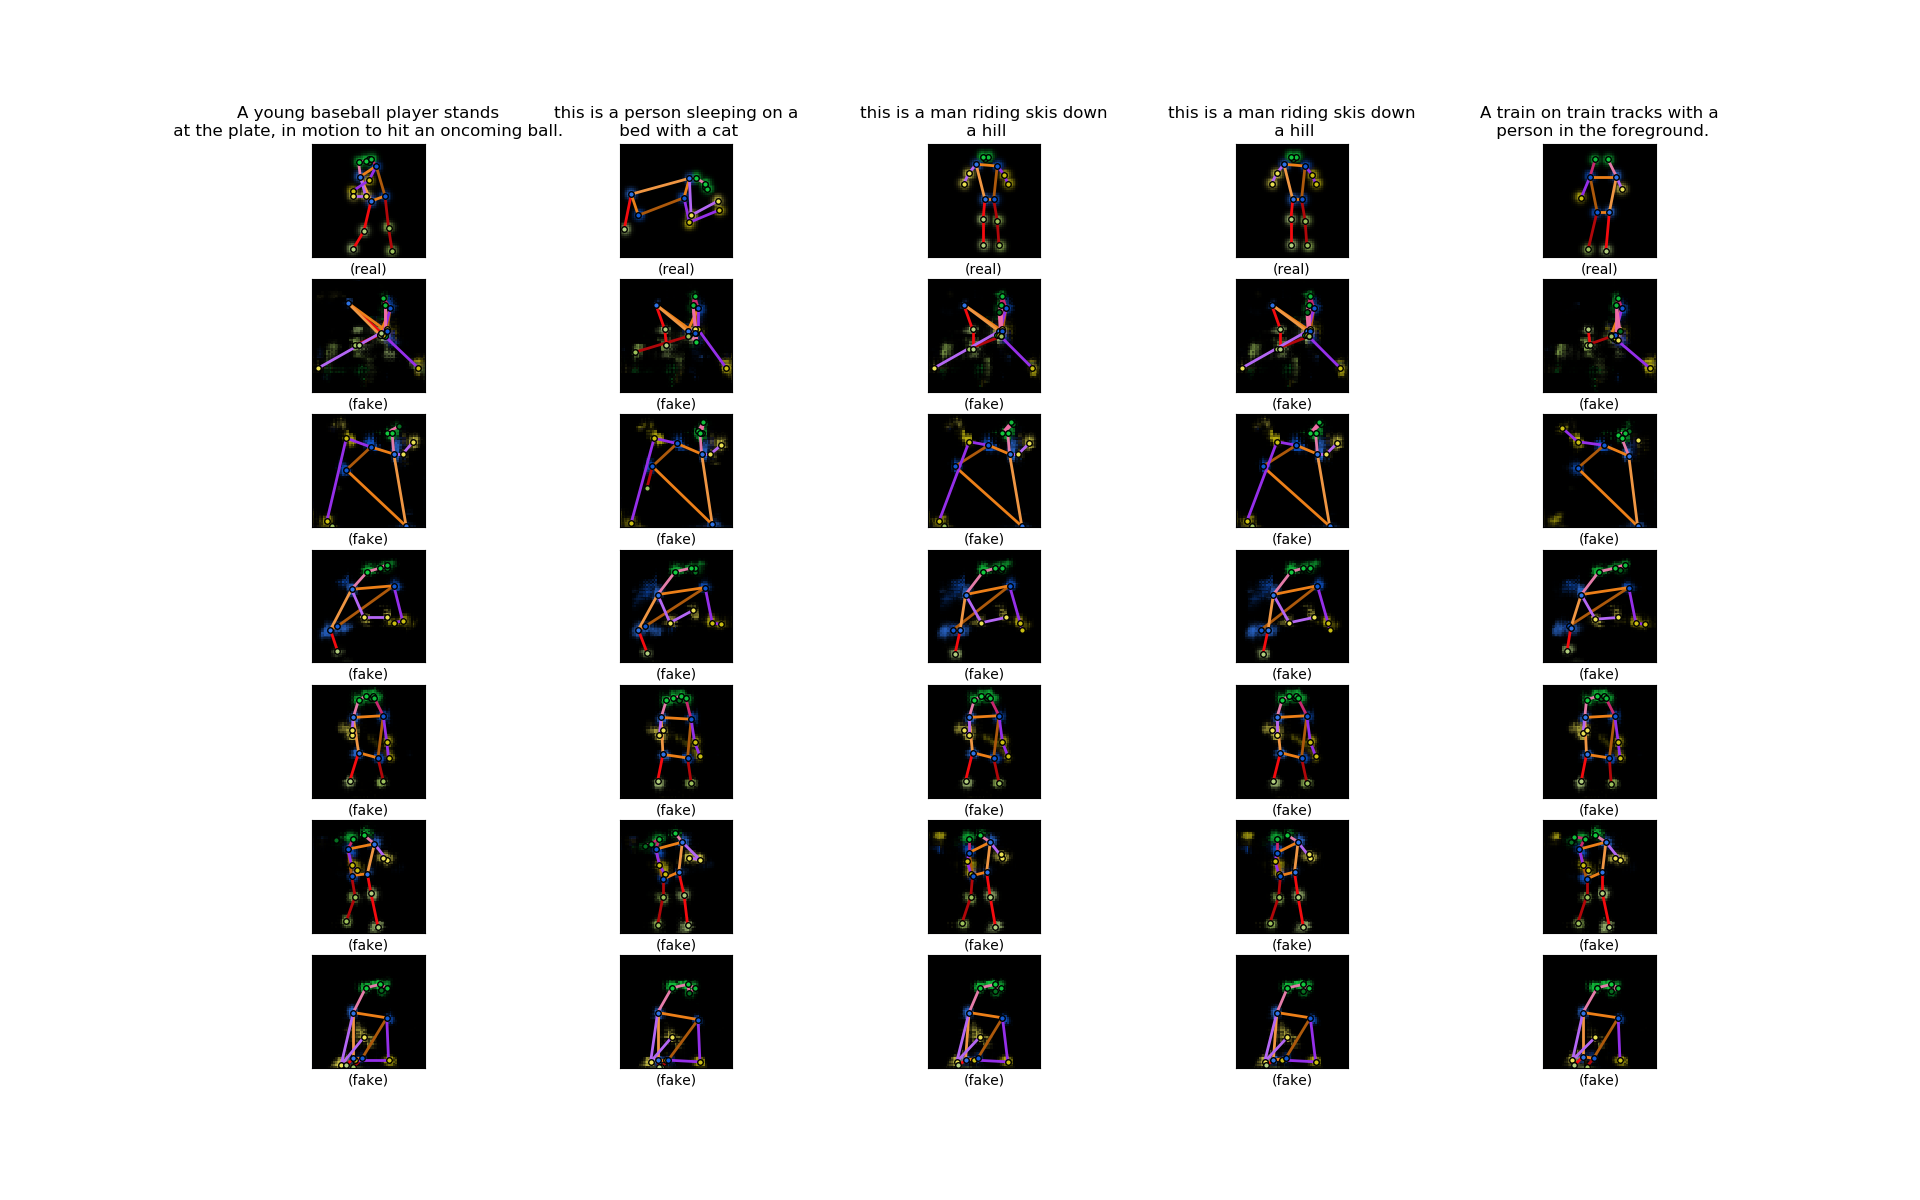 A young baseball player stands
at the plate, in motion to hit an oncoming ball.
this is a person sleeping on a
bed with a cat
this is a man riding skis down
a hill
this is a man riding skis down
a hill
A train on train tracks with a
person in the foreground.
(real) (real) (real) (real) (real)
(fake) (fake) (fake) (fake) (fake)
(fake) (fake) (fake) (fake) (fake)
(fake) (fake) (fake) (fake) (fake)
(fake) (fake) (fake) (fake) (fake)
(fake) (fake) (fake) (fake) (fake)
(fake) (fake) (fake) (fake) (fake)